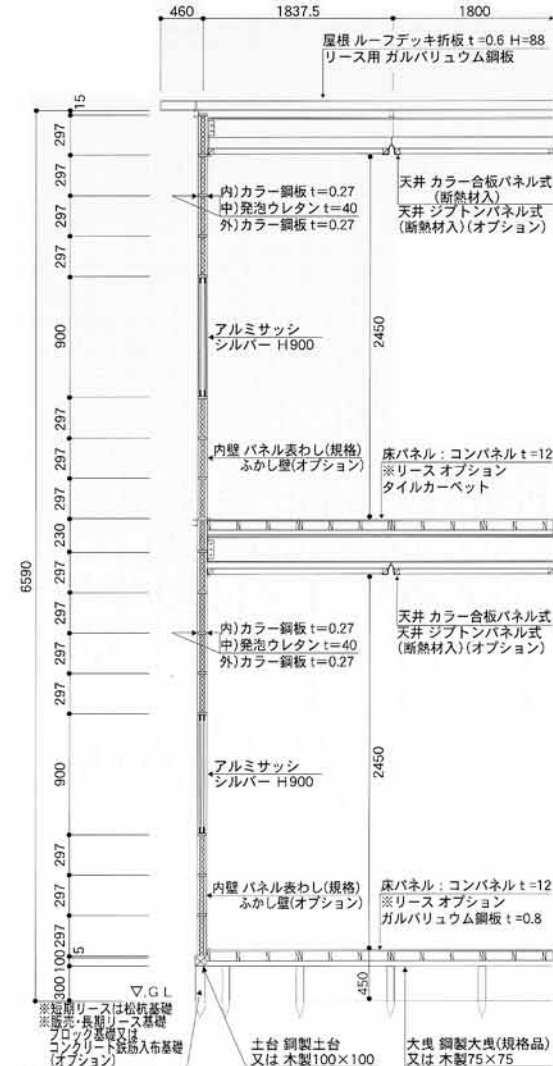 460
1837.5
1800
屋根 ルーフデッキ折板 t=0.6 H=88
リース用 ガルバリュウム鋼板
15
297
297
297
297
900
297
297
297
230
297
297
297
297
900
297
297
297
5
100
300
6590
内)カラー鋼板 t=0.27
中)発泡ウレタン t=40
外)カラー鋼板 t=0.27
天井 カラー合板パネル式
(断熱材入)
天井 ジプトンパネル式
(断熱材入)(オプション)
2450
アルミサッシ
シルバー H900
内壁 パネル表わし(規格)
ふかし壁(オプション)
床パネル:コンパネル t=12
※リース オプション
タイルカーペット
天井 カラー合板パネル式
天井 ジプトンパネル式
(断熱材入)(オプション)
内)カラー鋼板 t=0.27
中)発泡ウレタン t=40
外)カラー鋼板 t=0.27
2450
アルミサッシ
シルバー H900
内壁 パネル表わし(規格)
ふかし壁(オプション)
床パネル:コンパネル t=12
※リース オプション
ガルバリュウム鋼板 t=0.8
450
▽.GL
※短期リースは松杭基礎
※販売・長期リース基礎
ブロック基礎又は
コンクリート鉄筋入布基礎
(オプション)
土台 鋼製土台
又は 木製100×100
大曳 鋼製大曳(規格品)
又は 木製75×75